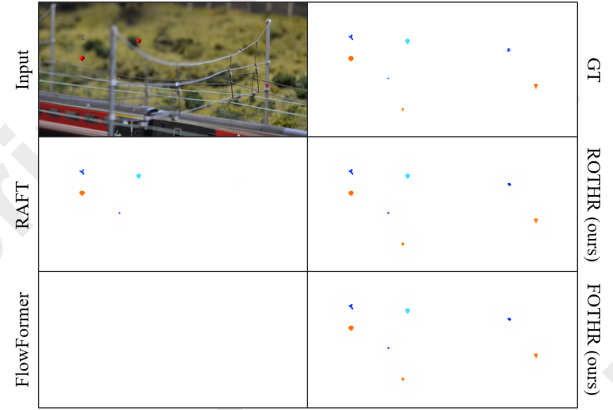 Input
GT
RAFT
ROTHR (ours)
FlowFormer
FOTHR (ours)